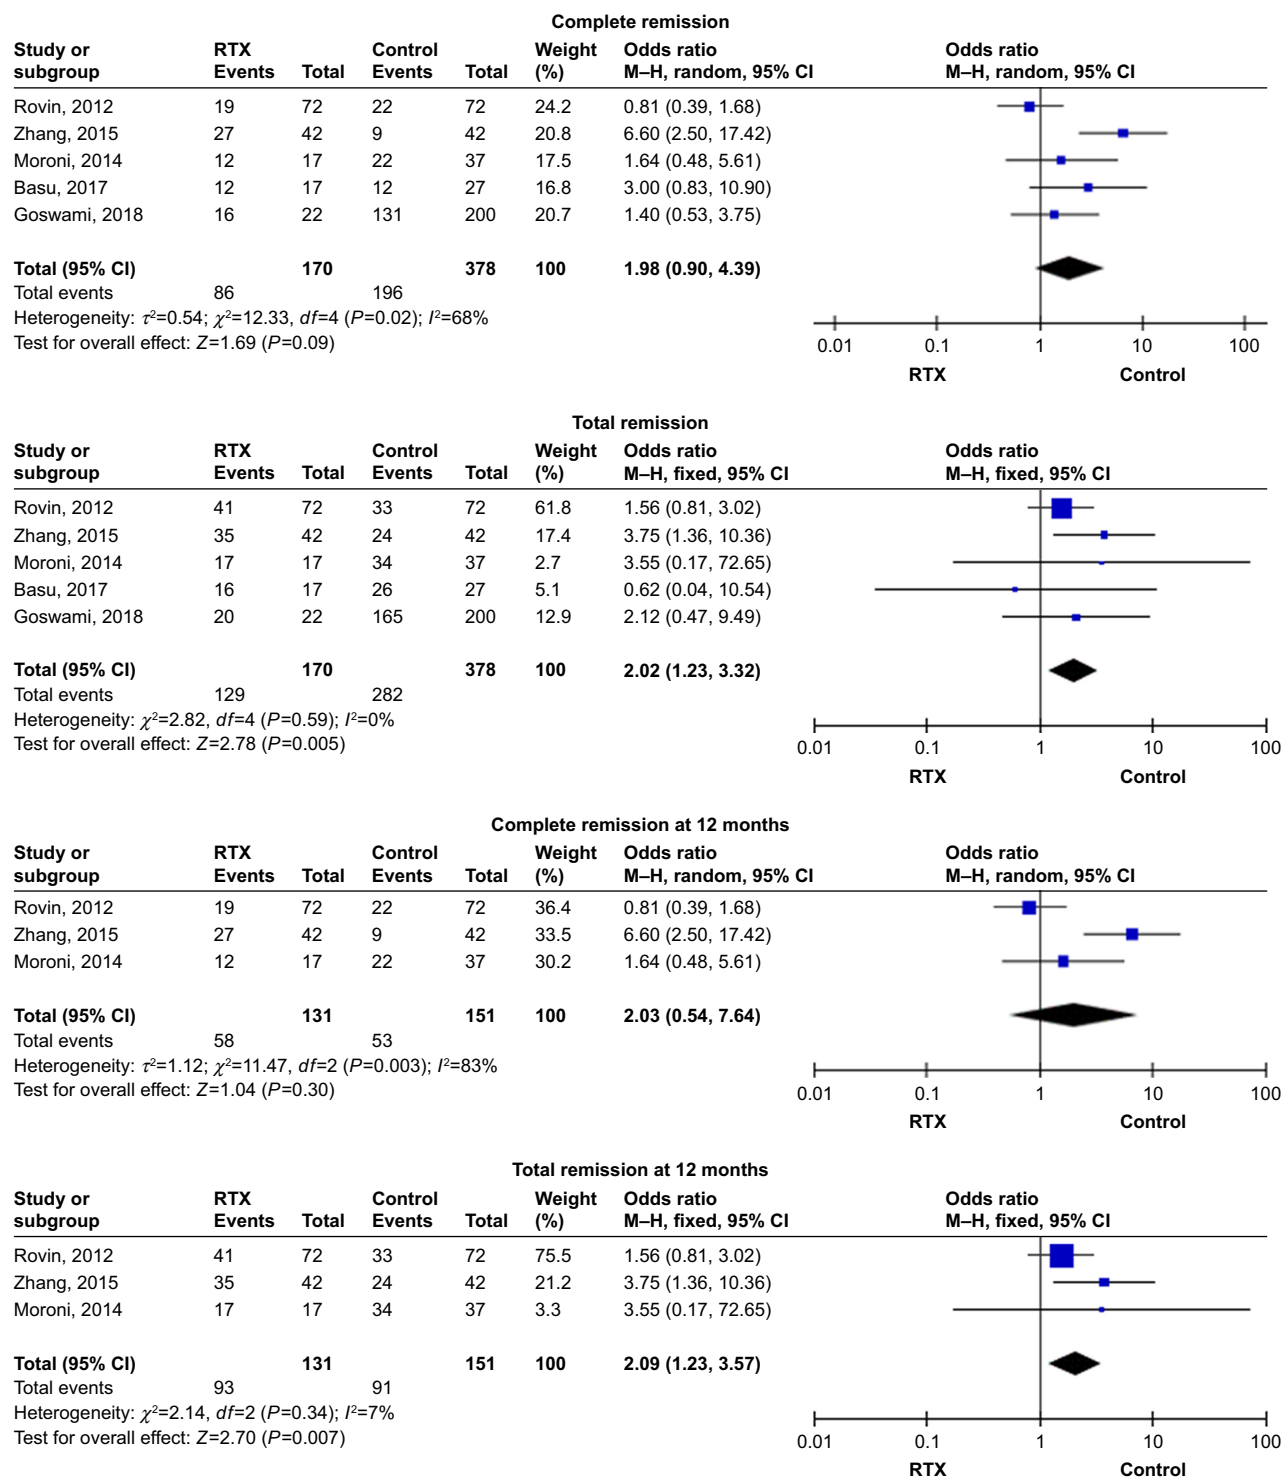 Complete remission
Study or RTX Control Weight Odds ratio Odds ratio
subgroup Events Total Events Total (%) M–H, random, 95% CI M–H, random, 95% CI
Rovin, 2012 19 72 22 72 24.2 0.81 (0.39, 1.68)
Zhang, 2015 27 42 9 42 20.8 6.60 (2.50, 17.42)
Moroni, 2014 12 17 22 37 17.5 1.64 (0.48, 5.61)
Basu, 2017 12 17 12 27 16.8 3.00 (0.83, 10.90)
Goswami, 2018 16 22 131 200 20.7 1.40 (0.53, 3.75)
Total (95% CI) 170 378 100 1.98 (0.90, 4.39)
Total events 86 196
Heterogeneity: τ²=0.54; χ²=12.33, df=4 (P=0.02); I²=68%
Test for overall effect: Z=1.69 (P=0.09)
0.01 0.1 1 10 100
RTX Control
Total remission
Study or RTX Control Weight Odds ratio Odds ratio
subgroup Events Total Events Total (%) M–H, fixed, 95% CI M–H, fixed, 95% CI
Rovin, 2012 41 72 33 72 61.8 1.56 (0.81, 3.02)
Zhang, 2015 35 42 24 42 17.4 3.75 (1.36, 10.36)
Moroni, 2014 17 17 34 37 2.7 3.55 (0.17, 72.65)
Basu, 2017 16 17 26 27 5.1 0.62 (0.04, 10.54)
Goswami, 2018 20 22 165 200 12.9 2.12 (0.47, 9.49)
Total (95% CI) 170 378 100 2.02 (1.23, 3.32)
Total events 129 282
Heterogeneity: χ²=2.82, df=4 (P=0.59); I²=0%
Test for overall effect: Z=2.78 (P=0.005)
0.01 0.1 1 10 100
RTX Control
Complete remission at 12 months
Study or RTX Control Weight Odds ratio Odds ratio
subgroup Events Total Events Total (%) M–H, random, 95% CI M–H, random, 95% CI
Rovin, 2012 19 72 22 72 36.4 0.81 (0.39, 1.68)
Zhang, 2015 27 42 9 42 33.5 6.60 (2.50, 17.42)
Moroni, 2014 12 17 22 37 30.2 1.64 (0.48, 5.61)
Total (95% CI) 131 151 100 2.03 (0.54, 7.64)
Total events 58 53
Heterogeneity: τ²=1.12; χ²=11.47, df=2 (P=0.003); I²=83%
Test for overall effect: Z=1.04 (P=0.30)
0.01 0.1 1 10 100
RTX Control
Total remission at 12 months
Study or RTX Control Weight Odds ratio Odds ratio
subgroup Events Total Events Total (%) M–H, fixed, 95% CI M–H, fixed, 95% CI
Rovin, 2012 41 72 33 72 75.5 1.56 (0.81, 3.02)
Zhang, 2015 35 42 24 42 21.2 3.75 (1.36, 10.36)
Moroni, 2014 17 17 34 37 3.3 3.55 (0.17, 72.65)
Total (95% CI) 131 151 100 2.09 (1.23, 3.57)
Total events 93 91
Heterogeneity: χ²=2.14, df=2 (P=0.34); I²=7%
Test for overall effect: Z=2.70 (P=0.007)
0.01 0.1 1 10 100
RTX Control